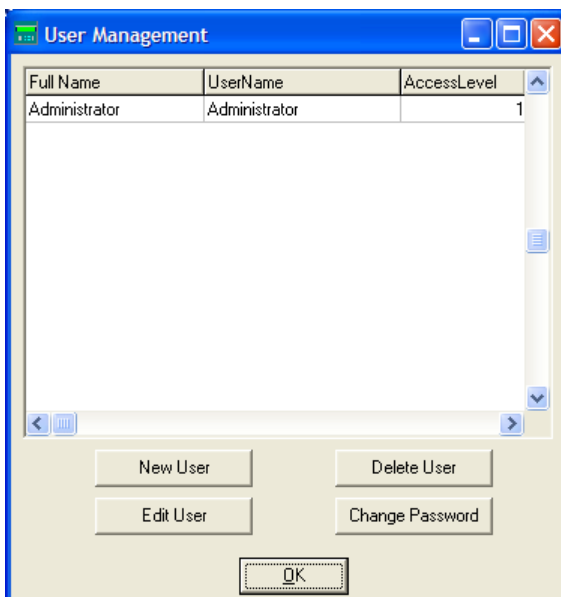 User Management
Full Name UserName AccessLevel
Administrator Administrator 1
New User Delete User
Edit User Change Password
OK